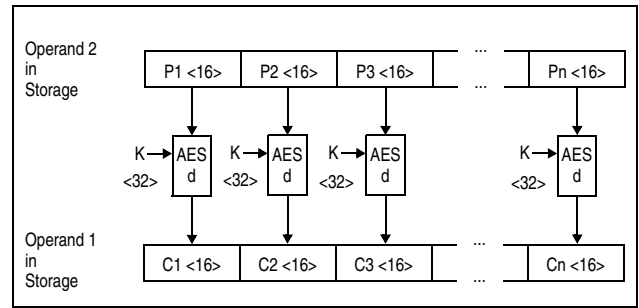 Operand 2
in
Storage
P1 <16> P2 <16> P3 <16> ... ... Pn <16>
K AES d <32>
K AES d <32>
K AES d <32>
K AES d <32>
Operand 1
in
Storage
C1 <16> C2 <16> C3 <16> ... ... Cn <16>